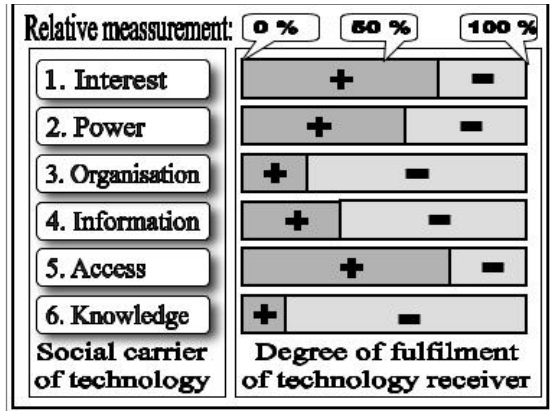 Relative meassurement: 0 % 50 % 100 %
1. Interest + -
2. Power + -
3. Organisation + -
4. Information + -
5. Access + -
6. Knowledge + -
Social carrier
of technology
Degree of fulfilment
of technology receiver